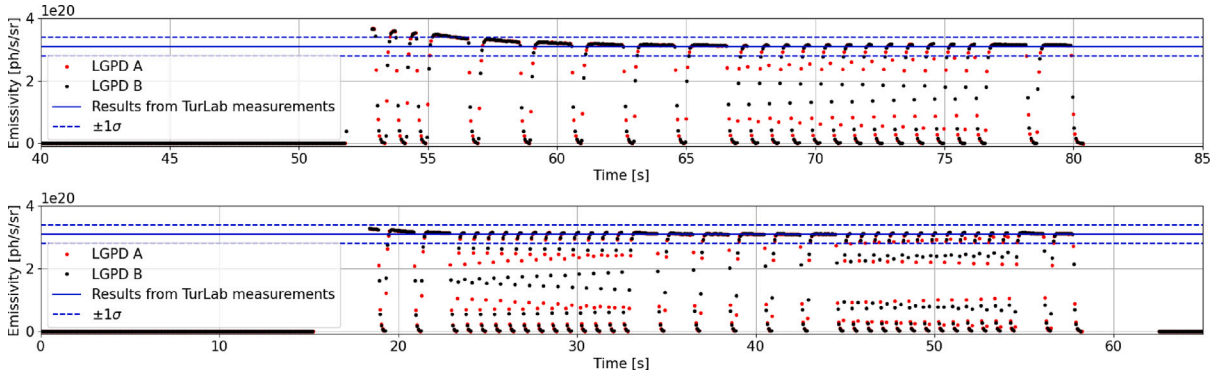 1e20
Emissivity [ph/s/sr]
4
2
0
LGPD A
LGPD B
Results from TurLab measurements
±1σ
40 45 50 55 60 65 70 75 80 85
Time [s]
1e20
Emissivity [ph/s/sr]
4
2
0
LGPD A
LGPD B
Results from TurLab measurements
±1σ
0 10 20 30 40 50 60
Time [s]